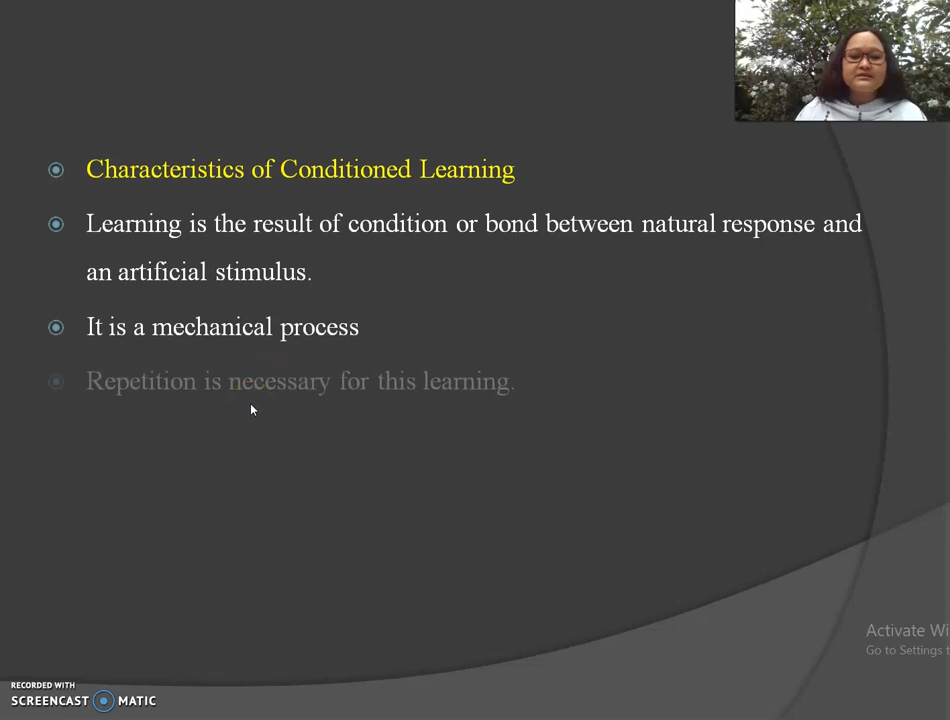 Characteristics of Conditioned Learning
Learning is the result of condition or bond between natural response and
an artificial stimulus.
It is a mechanical process
Repetition is necessary for this learning.
Activate Wi
Go to Settings t
RECORDED WITH
SCREENCAST MATIC